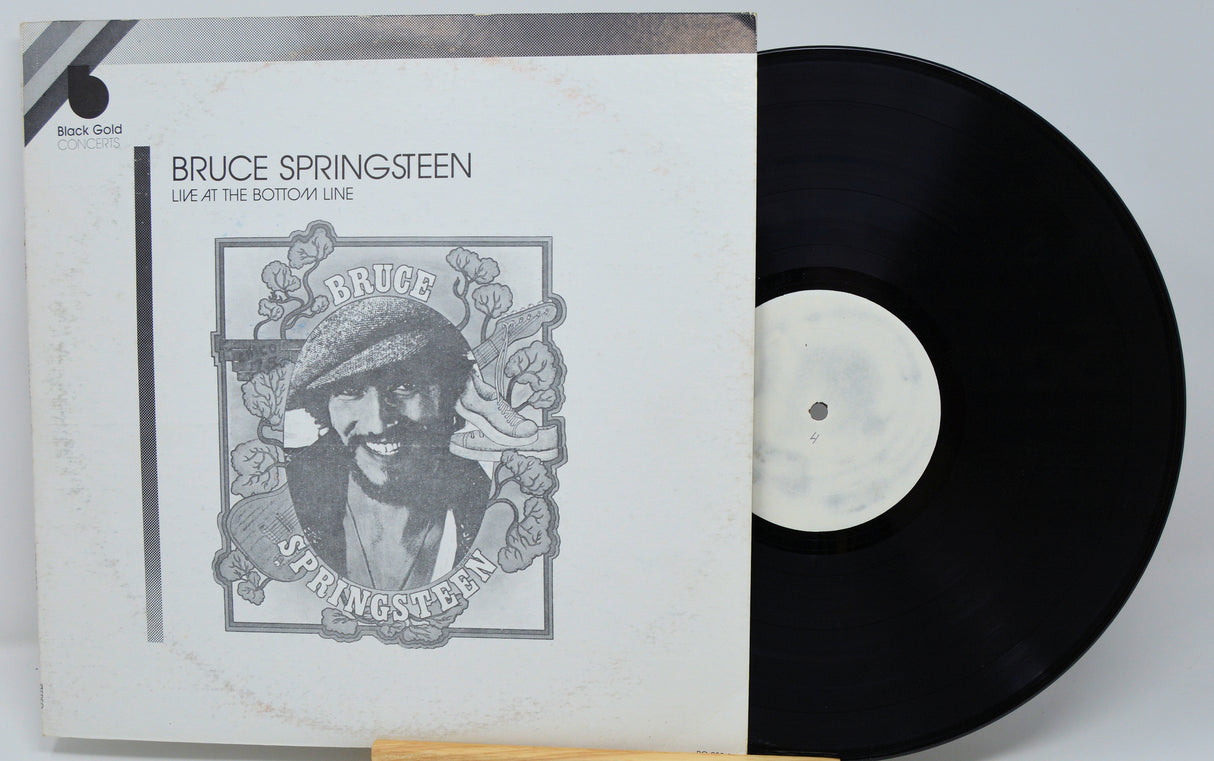 Black Gold
CONCERTS
BRUCE SPRINGSTEEN
LIVE AT THE BOTTOM LINE
BRUCE
SPRINGSTEEN
4